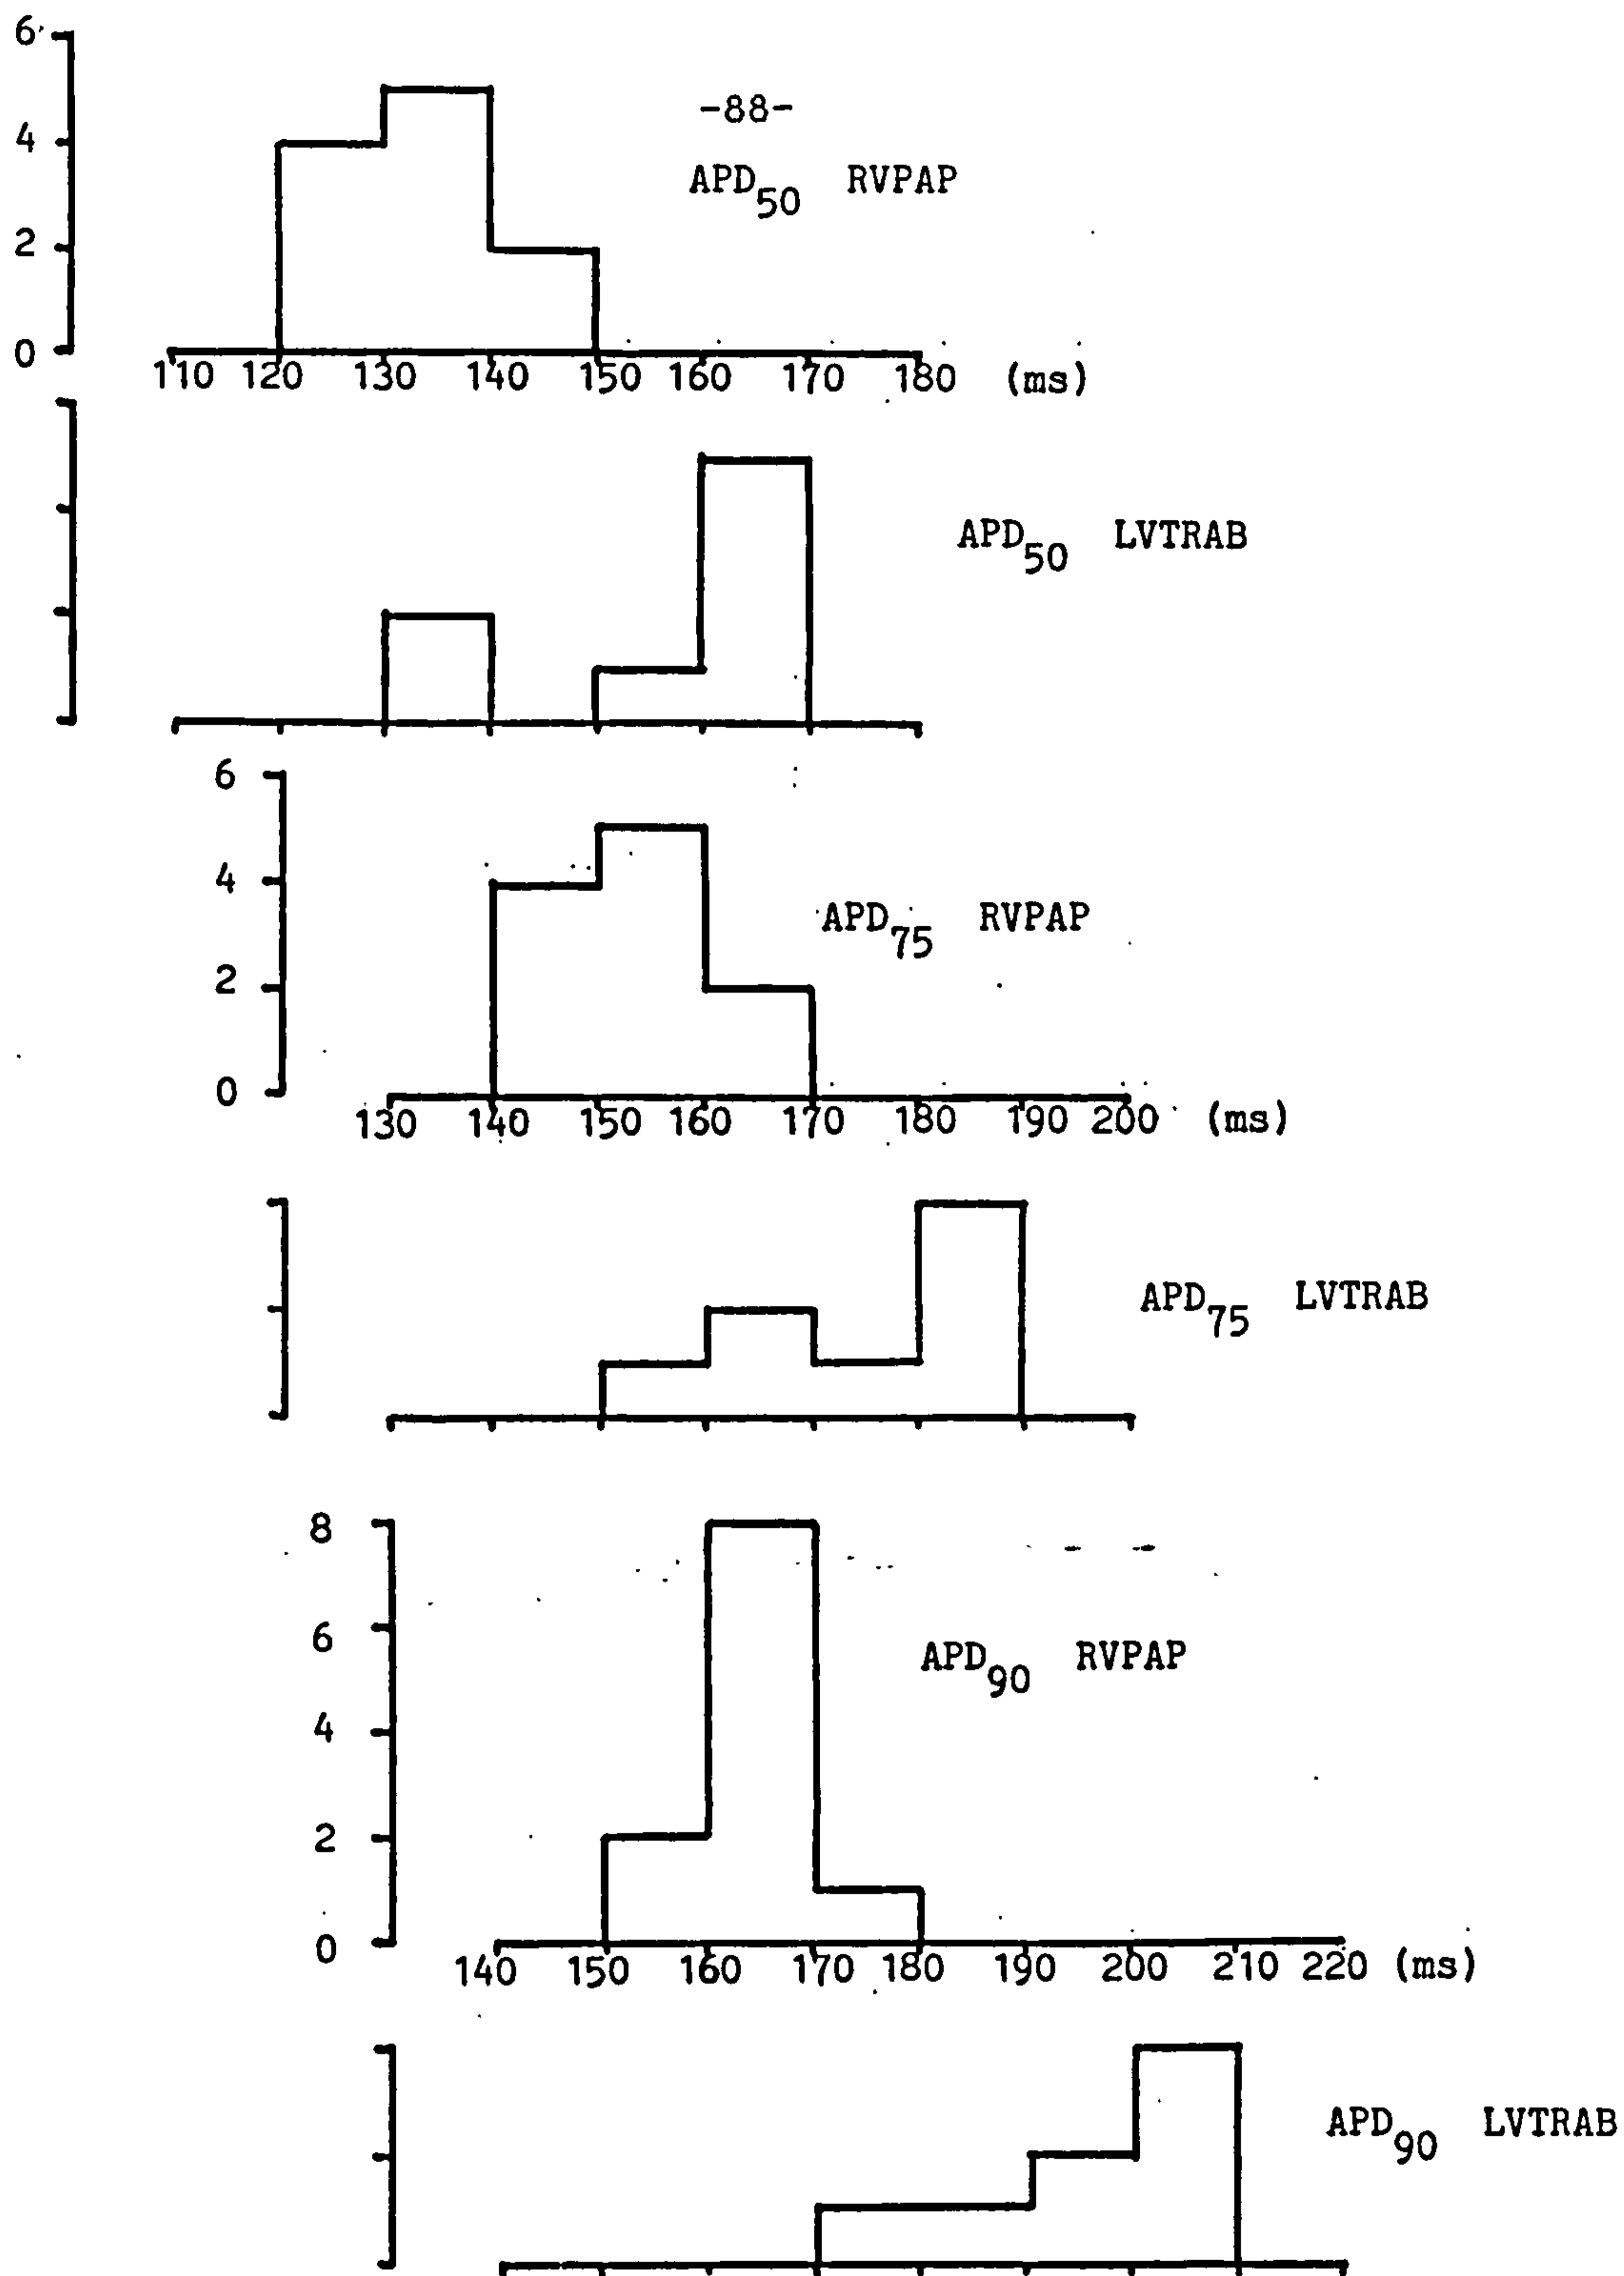 6
-88-
4
APD50 RVPAP
2
0
110 120 130 140 150 160 170 180 (ms)
APD50 LVTRAB
6
4
APD75 RVPAP
2
0
130 140 150 160 170 180 190 200 (ms)
APD75 LVTRAB
8
6
APD90 RVPAP
4
2
0
140 150 160 170 180 190 200 210 220 (ms)
APD90 LVTRAB